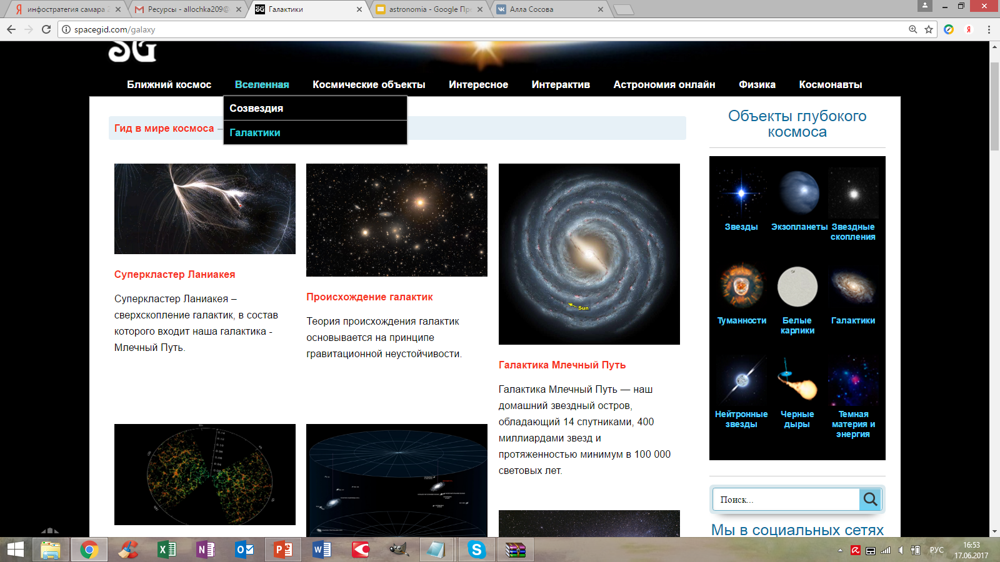 инфостратегия самара 2
Ресурсы - allochka209@
Галактики
astronomia - Google Пре
Алла Сосова
spacegid.com/galaxy
SG
Ближний космос Вселенная Космические объекты Интересное Интерактив Астрономия онлайн Физика Космонавты
Созвездия
Галактики
Гид в мире космоса –
Суперкластер Ланиакея
Суперкластер Ланиакея –
сверхскопление галактик, в состав
которого входит наша галактика -
Млечный Путь.
Происхождение галактик
Теория происхождения галактик
основывается на принципе
гравитационной неустойчивости.
Sun
Галактика Млечный Путь
Галактика Млечный Путь — наш
домашний звездный остров,
обладающий 14 спутниками, 400
миллиардами звезд и
протяженностью минимум в 100 000
световых лет.
Объекты глубокого
космоса
Звезды
Экзопланеты
Звездные
скопления
Туманности
Белые
карлики
Галактики
Нейтронные
звезды
Черные
дыры
Темная
материя и
энергия
Поиск...
Мы в социальных сетях
РУС
16:53
17.06.2017